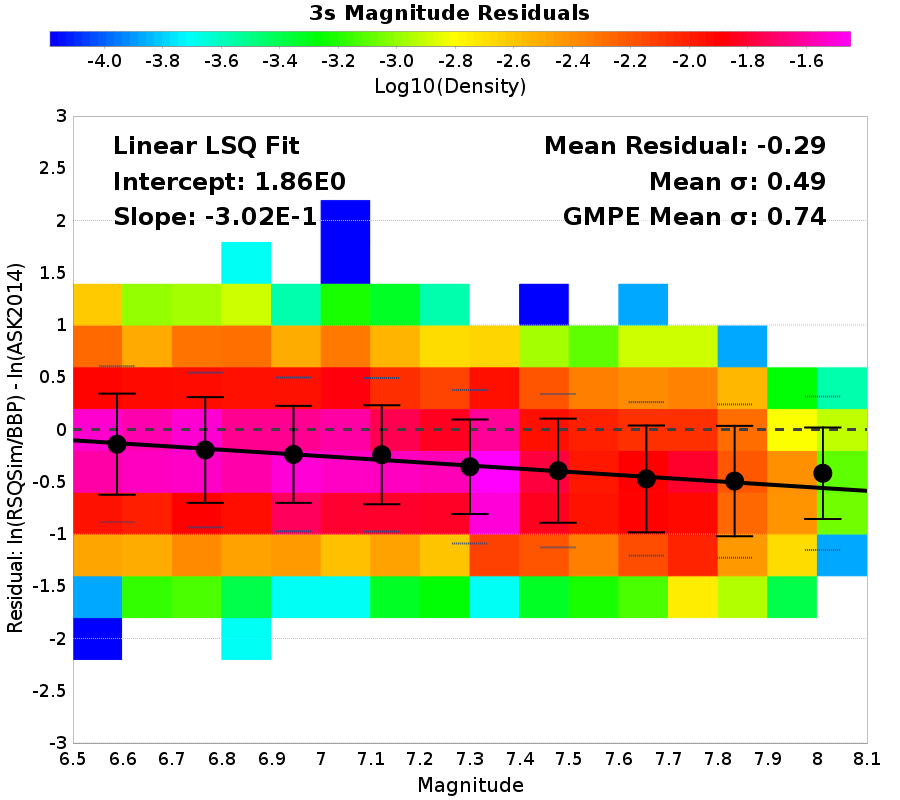 3s Magnitude Residuals
-4.0 -3.8 -3.6 -3.4 -3.2 -3.0 -2.8 -2.6 -2.4 -2.2 -2.0 -1.8 -1.6
Log10(Density)
Linear LSQ Fit
Intercept: 1.86E0
Slope: -3.02E-1
Mean Residual: -0.29
Mean σ: 0.49
GMPE Mean σ: 0.74
Residual: ln(RSQSim/BBP) - ln(ASK2014)
3
2.5
2
1.5
1
0.5
0
-0.5
-1
-1.5
-2
-2.5
-3
6.5 6.6 6.7 6.8 6.9 7 7.1 7.2 7.3 7.4 7.5 7.6 7.7 7.8 7.9 8 8.1
Magnitude